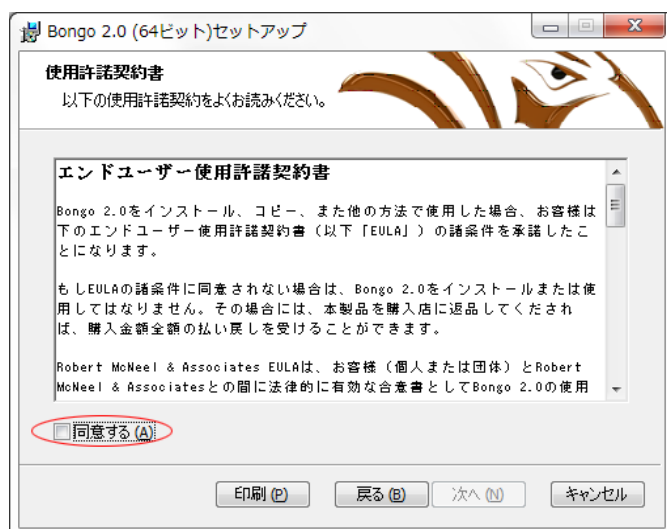 Bongo 2.0 (64ビット)セットアップ
使用許諾契約書
以下の使用許諾契約をよくお読みください。
エンドユーザー使用許諾契約書
Bongo 2.0をインストール、コピー、また他の方法で使用した場合、お客様は
下のエンドユーザー使用許諾契約書（以下「EULA」）の諸条件を承諾したこ
とになります。
もしEULAの諸条件に同意されない場合は、Bongo 2.0をインストールまたは使
用してはなりません。その場合には、本製品を購入店に返品してくだされ
ば、購入金額全額の払い戻しを受けることができます。
Robert McNeel & Associates EULAは、お客様（個人または団体）とRobert
McNeel & Associatesとの間に法律的に有効な合意書としてBongo 2.0の使用
同意する(A)
印刷(P) 戻る(B) 次へ(N) キャンセル